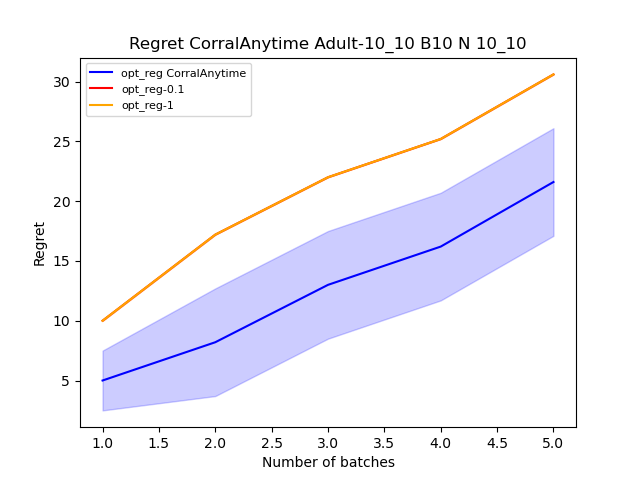 Regret CorralAnytime Adult-10_10 B10 N 10_10
opt_reg CorralAnytime
opt_reg-0.1
opt_reg-1
Regret
30
25
20
15
10
5
1.0 1.5 2.0 2.5 3.0 3.5 4.0 4.5 5.0
Number of batches